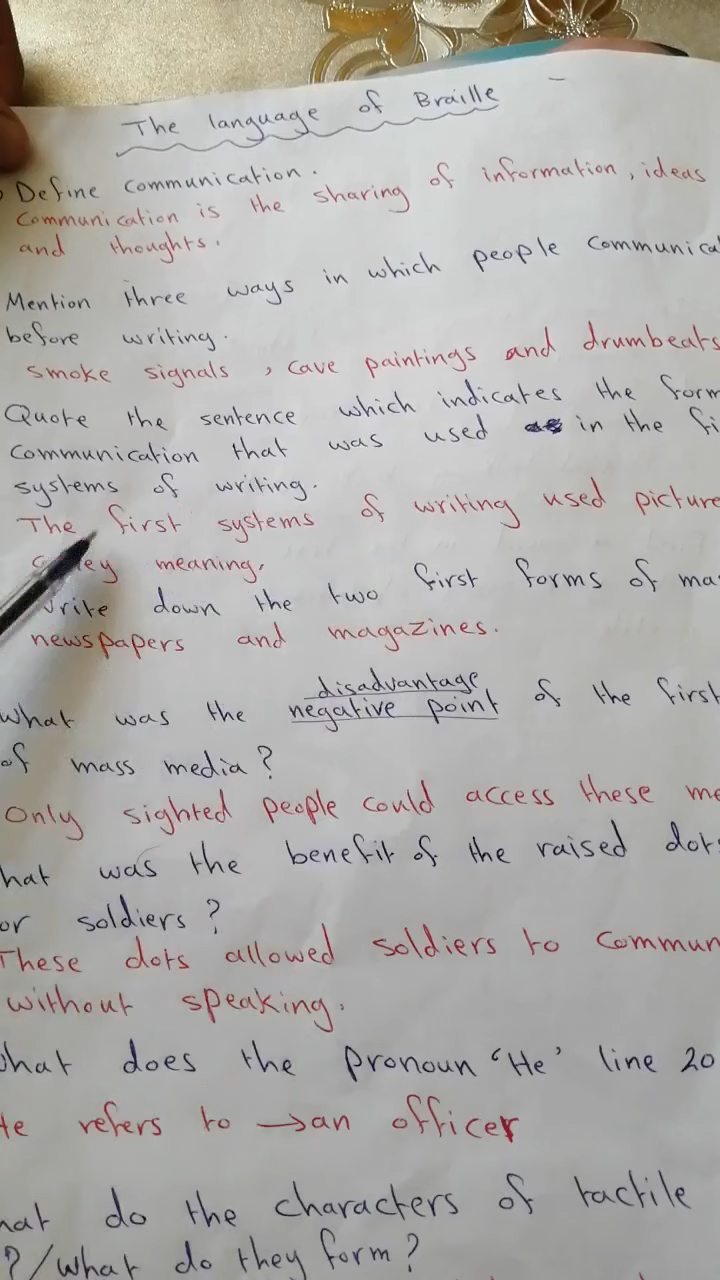 The language of Braille
Define communication.
Communication is the sharing of information, ideas
and thoughts.
Mention three ways in which people communica
before writing.
smoke signals, cave paintings and drumbeats
Quote the sentence which indicates the form
communication that was used in the fi
systems of writing.
The first systems of writing used picture
meaning.
write down the two first forms of ma
newspapers and magazines.
disadvantage
what was the negative point of the first
of mass media?
Only sighted people could access these me
hat was the benefit of the raised dots
or soldiers?
These dots allowed soldiers to commun
without speaking.
hat does the pronoun 'He' line 20
He refers to → an officer
hat do the characters of tactile
?/what do they form?